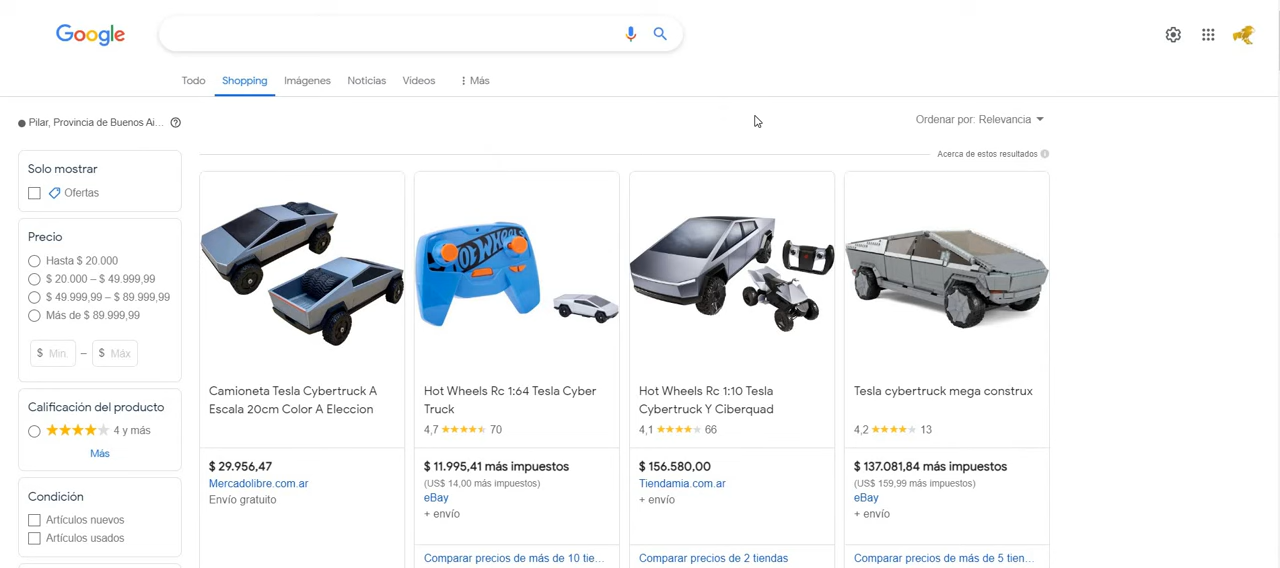 Google
Todo
Shopping
Imágenes
Noticias
Videos
Más
Pilar, Provincia de Buenos Ai...
Ordenar por: Relevancia
Acerca de estos resultados
Solo mostrar
Ofertas
Precio
Hasta $ 20.000
$ 20.000 – $ 49.999,99
$ 49.999,99 – $ 89.999,99
Más de $ 89.999,99
$ Min – $ Máx
Calificación del producto
4 y más
Más
Condición
Artículos nuevos
Artículos usados
Camioneta Tesla Cybertruck A
Escala 20cm Color A Eleccion
$ 29.956,47
Mercadolibre.com.ar
Envío gratuito
HOT WHEELS
Hot Wheels Rc 1:64 Tesla Cyber
Truck
4,7 70
$ 11.995,41 más impuestos
(US$ 14,00 más impuestos)
eBay
+ envío
Comparar precios de más de 10 tie...
Hot Wheels Rc 1:10 Tesla
Cybertruck Y Ciberquad
4,1 66
$ 156.580,00
Tiendamia.com.ar
+ envío
Comparar precios de 2 tiendas
Tesla cybertruck mega construx
4,2 13
$ 137.081,84 más impuestos
(US$ 159,99 más impuestos)
eBay
+ envío
Comparar precios de más de 5 tien...